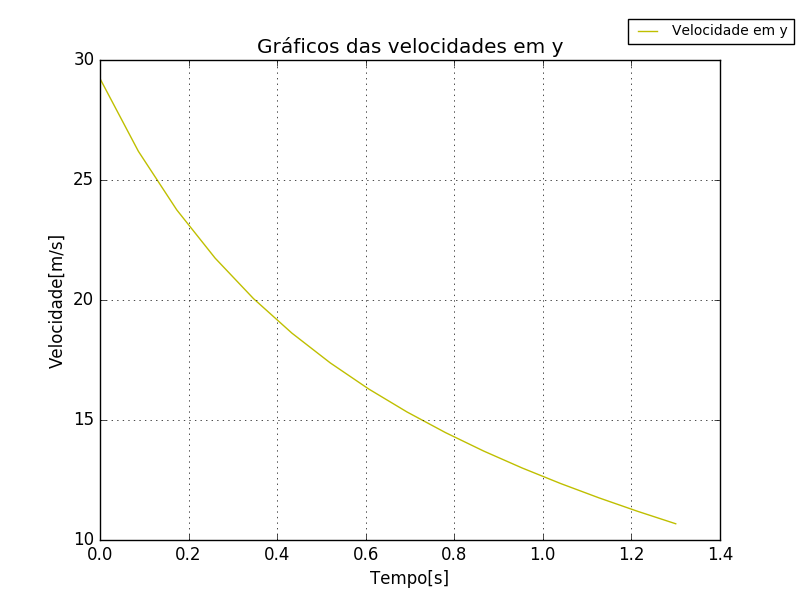 Velocidade em y
Gráficos das velocidades em y
30
25
20
15
10
Velocidade[m/s]
0.0 0.2 0.4 0.6 0.8 1.0 1.2 1.4
Tempo[s]